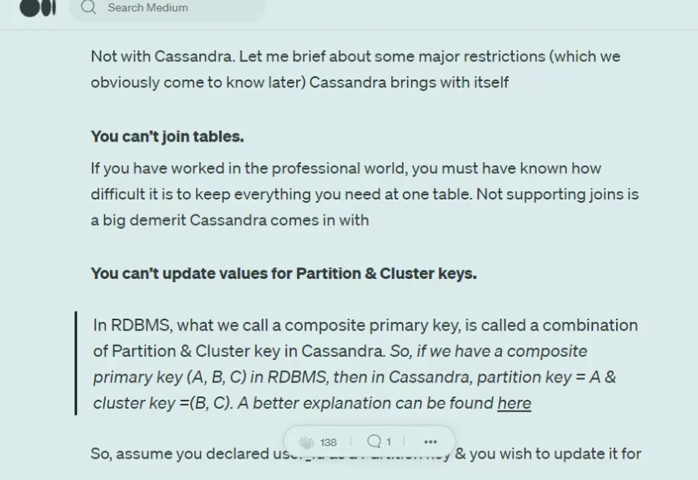 Search Medium
Not with Cassandra. Let me brief about some major restrictions (which we
obviously come to know later) Cassandra brings with itself
You can't join tables.
If you have worked in the professional world, you must have known how
difficult it is to keep everything you need at one table. Not supporting joins is
a big demerit Cassandra comes in with
You can't update values for Partition & Cluster keys.
In RDBMS, what we call a composite primary key, is called a combination
of Partition & Cluster key in Cassandra. So, if we have a composite
primary key (A, B, C) in RDBMS, then in Cassandra, partition key = A &
cluster key =(B, C). A better explanation can be found here
138 1
So, assume you declared & you wish to update it for